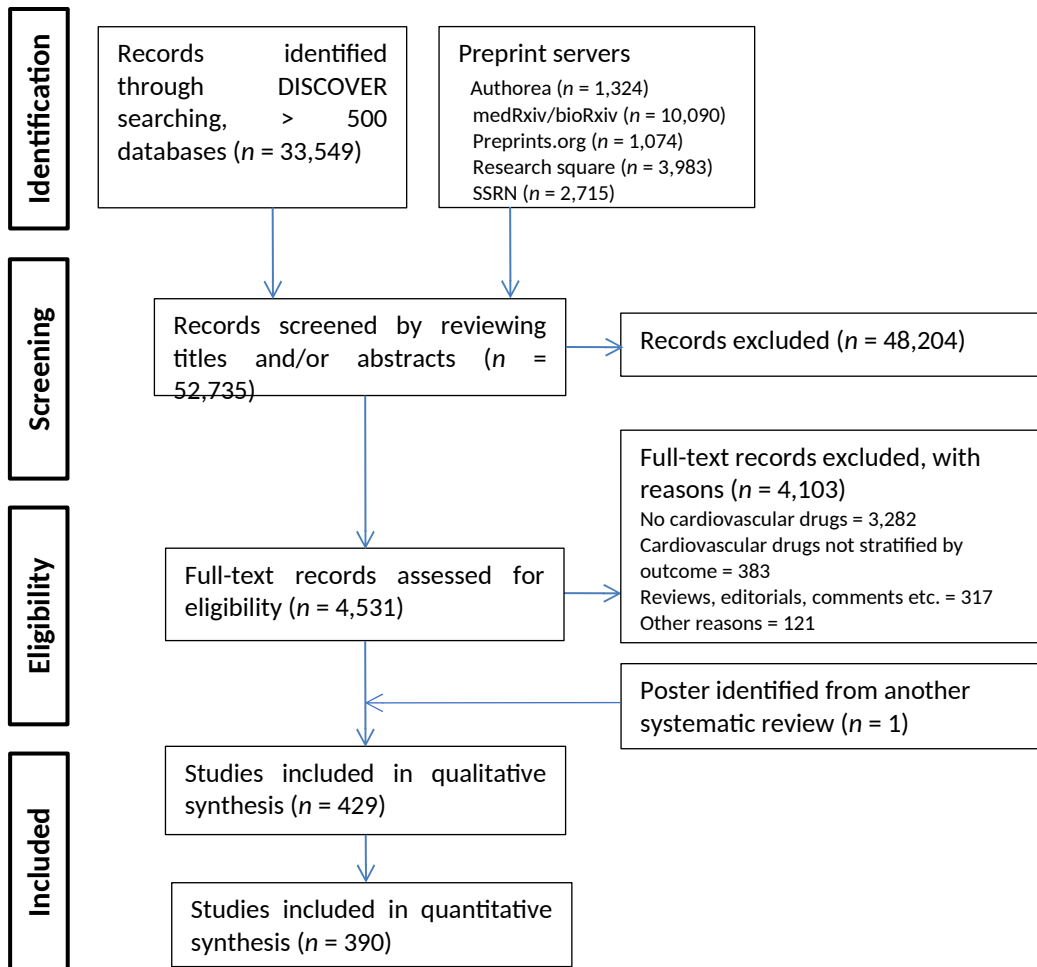 Identification
Records identified
through DISCOVER
searching, > 500
databases (n = 33,549)
Preprint servers
Authorea (n = 1,324)
medRxiv/bioRxiv (n = 10,090)
Preprints.org (n = 1,074)
Research square (n = 3,983)
SSRN (n = 2,715)
Screening
Records screened by reviewing
titles and/or abstracts (n =
52,735)
Records excluded (n = 48,204)
Eligibility
Full-text records assessed for
eligibility (n = 4,531)
Full-text records excluded, with
reasons (n = 4,103)
No cardiovascular drugs = 3,282
Cardiovascular drugs not stratified by
outcome = 383
Reviews, editorials, comments etc. = 317
Other reasons = 121
Poster identified from another
systematic review (n = 1)
Included
Studies included in qualitative
synthesis (n = 429)
Studies included in quantitative
synthesis (n = 390)